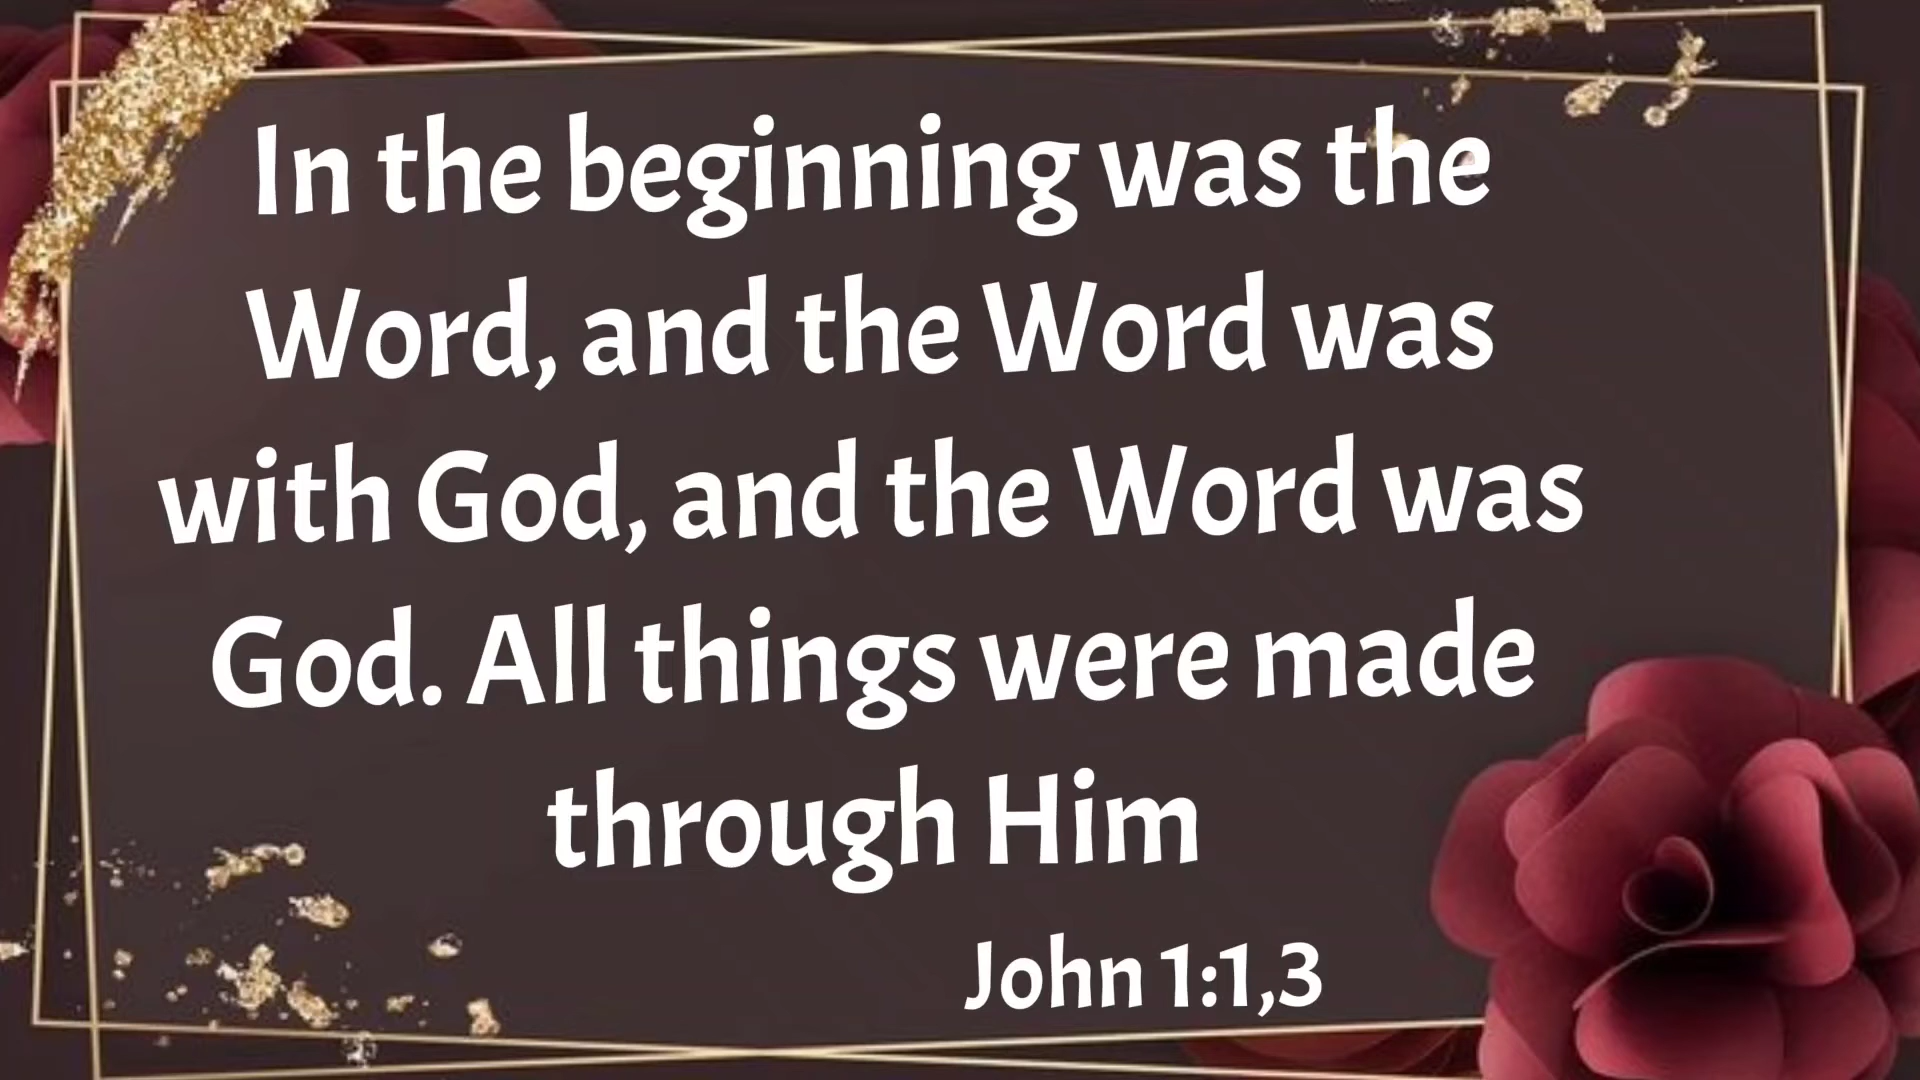 In the beginning was the
Word, and the Word was
with God, and the Word was
God. All things were made
through Him
John 1:1,3